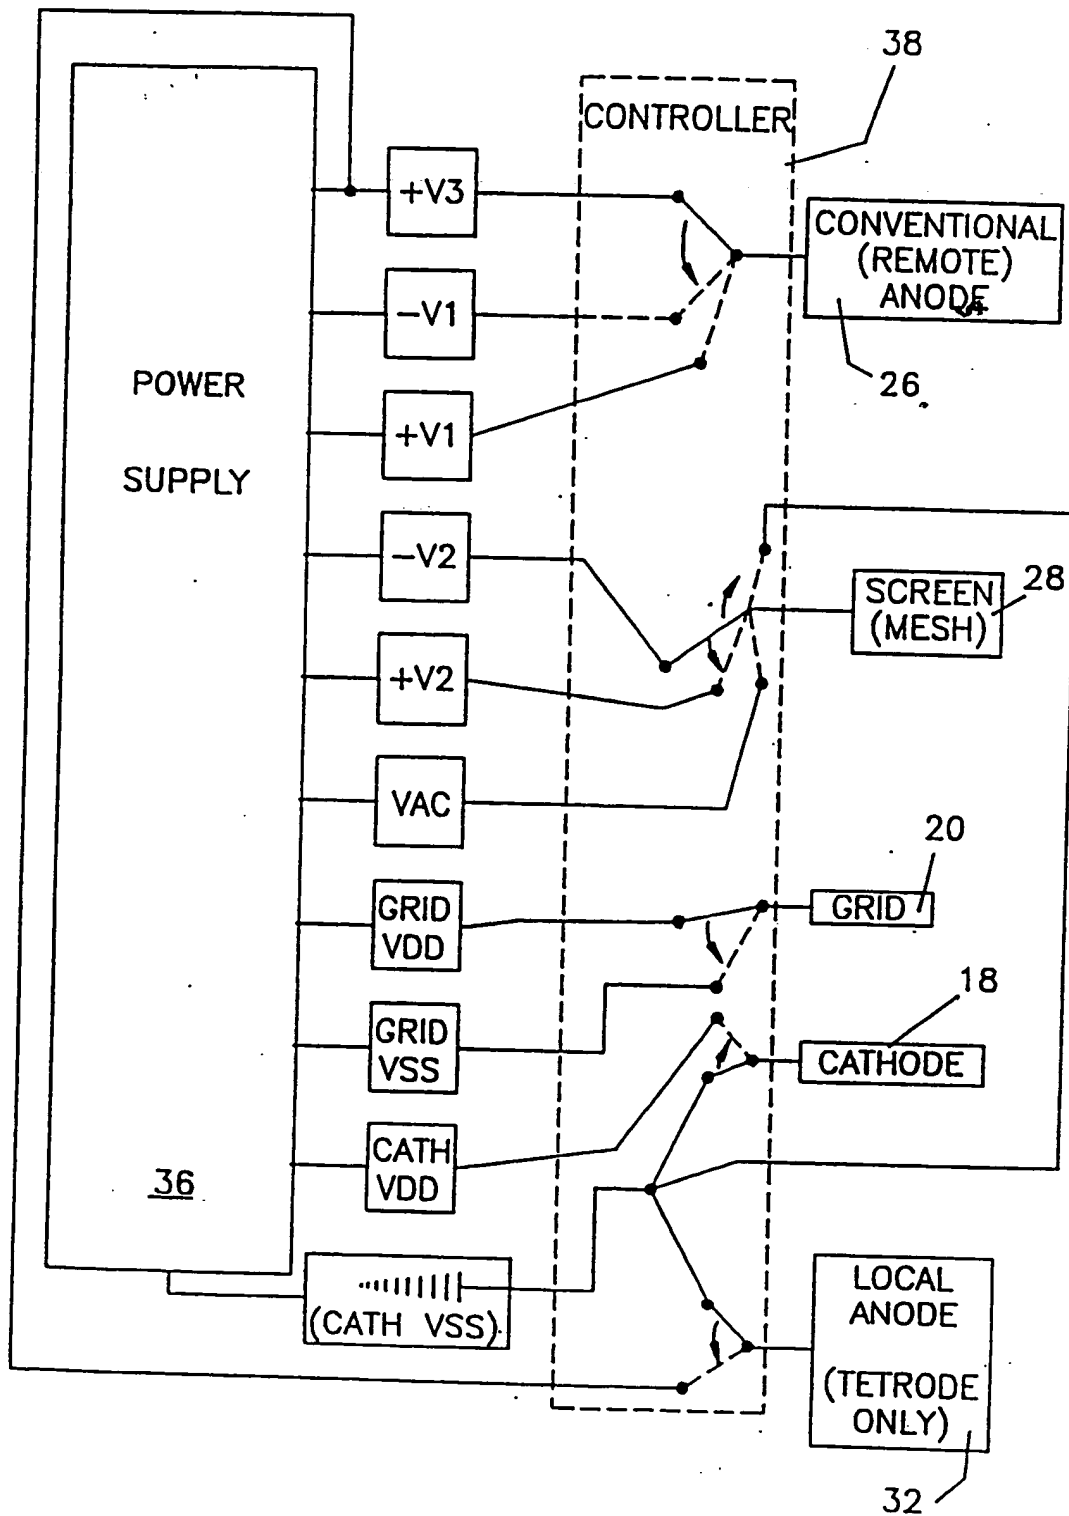 38
CONTROLLER
+V3
CONVENTIONAL
(REMOTE)
ANODE
-V1
26
POWER
SUPPLY
+V1
-V2
SCREEN
(MESH)
28
+V2
VAC
20
GRID
VDD
GRID
18
GRID
VSS
CATHODE
CATH
VDD
36
(CATH VSS)
LOCAL
ANODE
(TETRODE
ONLY)
32